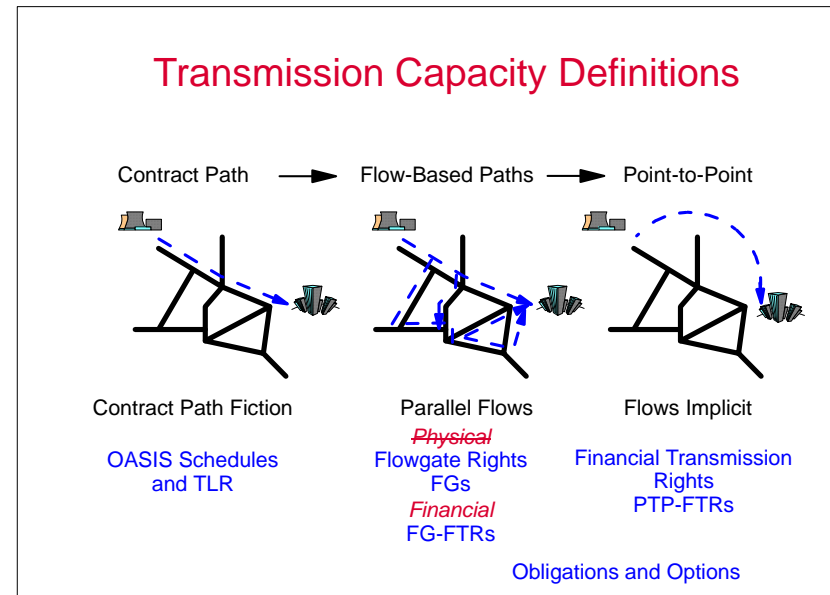 Transmission Capacity Definitions
Contract Path
Flow-Based Paths
Point-to-Point
Contract Path Fiction
OASIS Schedules
and TLR
Parallel Flows
Physical
Flowgate Rights
FGs
Financial
FG-FTRs
Flows Implicit
Financial Transmission
Rights
PTP-FTRs
Obligations and Options